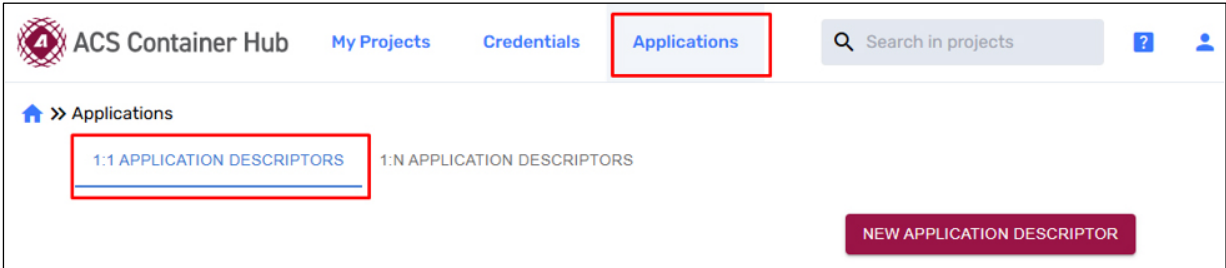 ACS Container Hub My Projects Credentials Applications Search in projects ?
» Applications
1:1 APPLICATION DESCRIPTORS 1:N APPLICATION DESCRIPTORS
NEW APPLICATION DESCRIPTOR